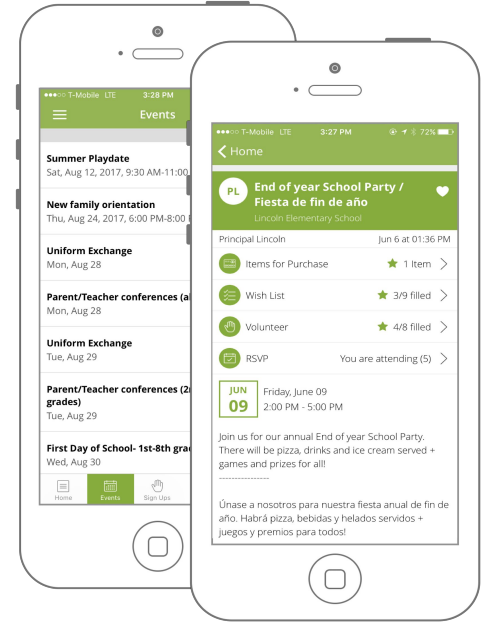 T-Mobile LTE 3:28 PM
Events
Summer Playdate
Sat, Aug 12, 2017, 9:30 AM-11:00
New family orientation
Thu, Aug 24, 2017, 6:00 PM-8:00
Uniform Exchange
Mon, Aug 28
Parent/Teacher conferences
Mon, Aug 28
Uniform Exchange
Tue, Aug 29
Parent/Teacher conferences
grades)
Tue, Aug 29
First Day of School- 1st-8th
Wed, Aug 30
Home Events Sign Ups
T-Mobile LTE 3:27 PM 72%
Home
PL
End of year School Party /
Fiesta de fin de año
Lincoln Elementary School
Principal Lincoln Jun 6 at 01:36 PM
Items for Purchase 1 Item
Wish List 3/9 filled
Volunteer 4/8 filled
RSVP You are attending (5)
JUN
09
Friday, June 09
2:00 PM - 5:00 PM
Join us for our annual End of year School Party.
There will be pizza, drinks and ice cream served +
games and prizes for all!
----------------
Únase a nosotros para nuestra fiesta anual de fin de
año. Habrá pizza, bebidas y helados servidos +
juegos y premios para todos!